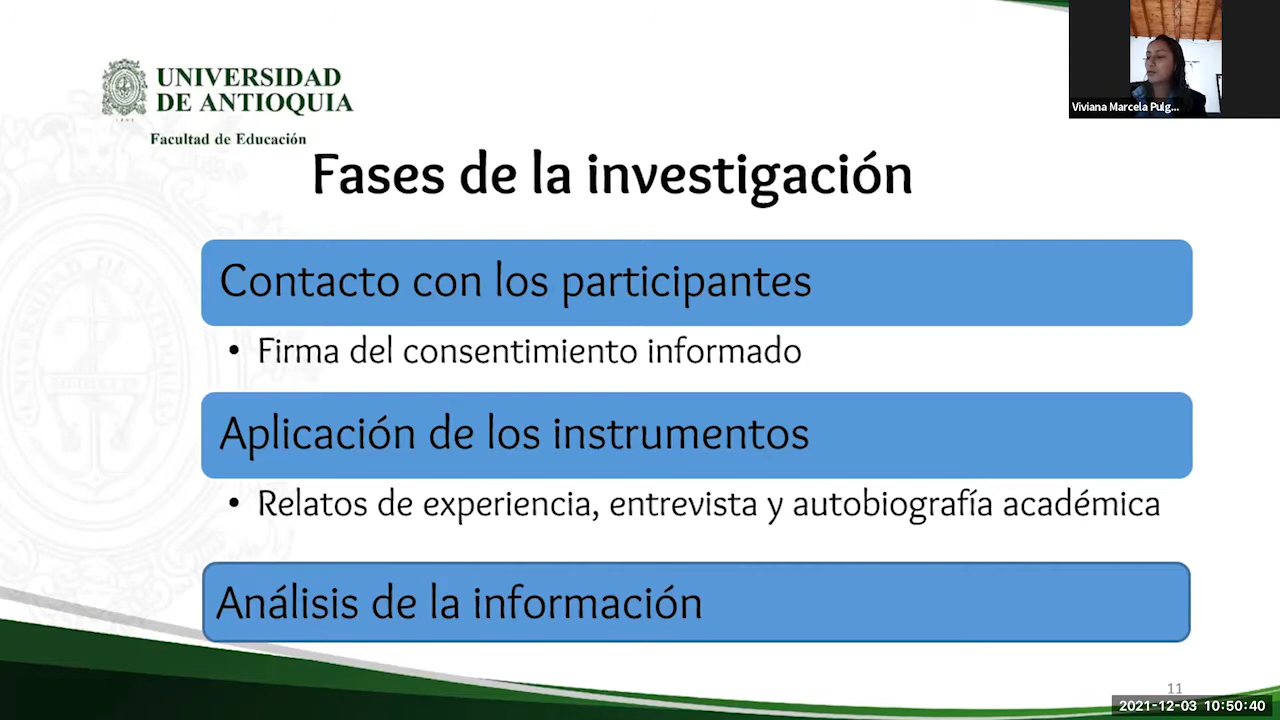 UNIVERSIDAD
DE ANTIOQUIA
1803
Facultad de Educación
Viviana Marcela Pulg...
Fases de la investigación
Contacto con los participantes
• Firma del consentimiento informado
Aplicación de los instrumentos
• Relatos de experiencia, entrevista y autobiografía académica
Análisis de la información
11
2021-12-03 10:50:40